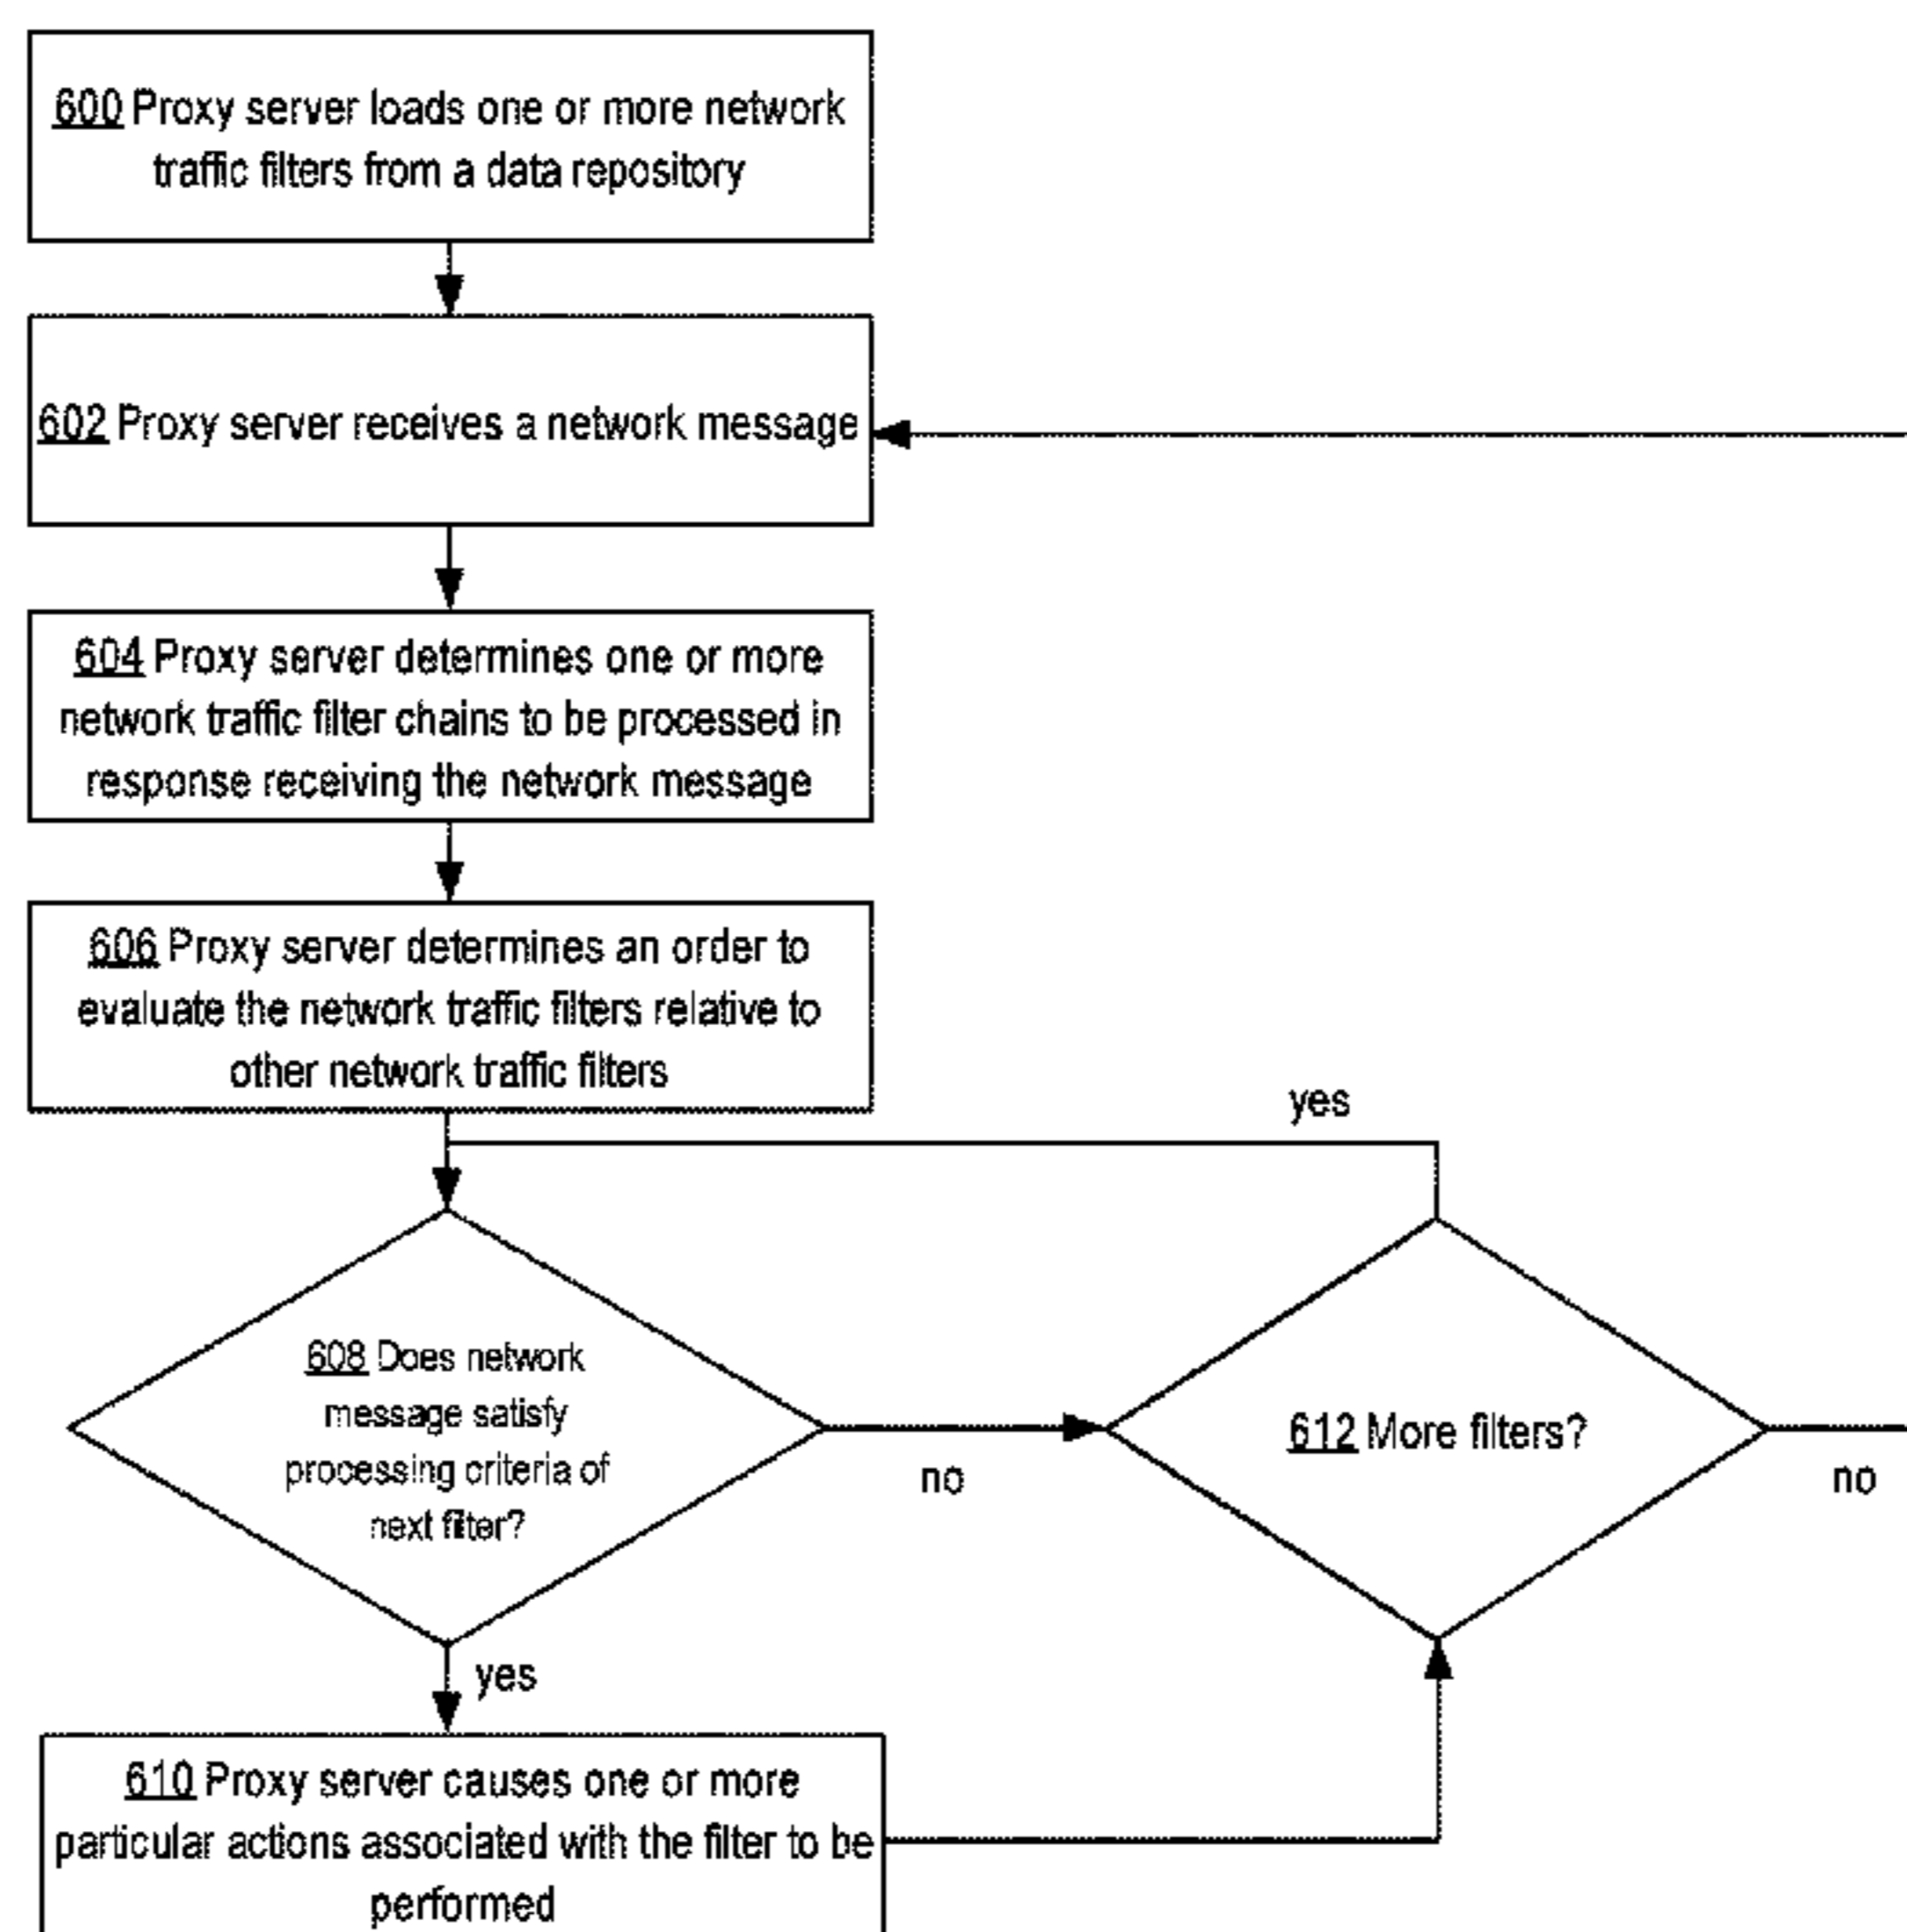 600 Proxy server loads one or more network
traffic filters from a data repository
602 Proxy server receives a network message
604 Proxy server determines one or more
network traffic filter chains to be processed in
response receiving the network message
606 Proxy server determines an order to
evaluate the network traffic filters relative to
other network traffic filters
yes
608 Does network
message satisfy
processing criteria of
next filter?
no
612 More filters?
no
yes
610 Proxy server causes one or more
particular actions associated with the filter to be
performed